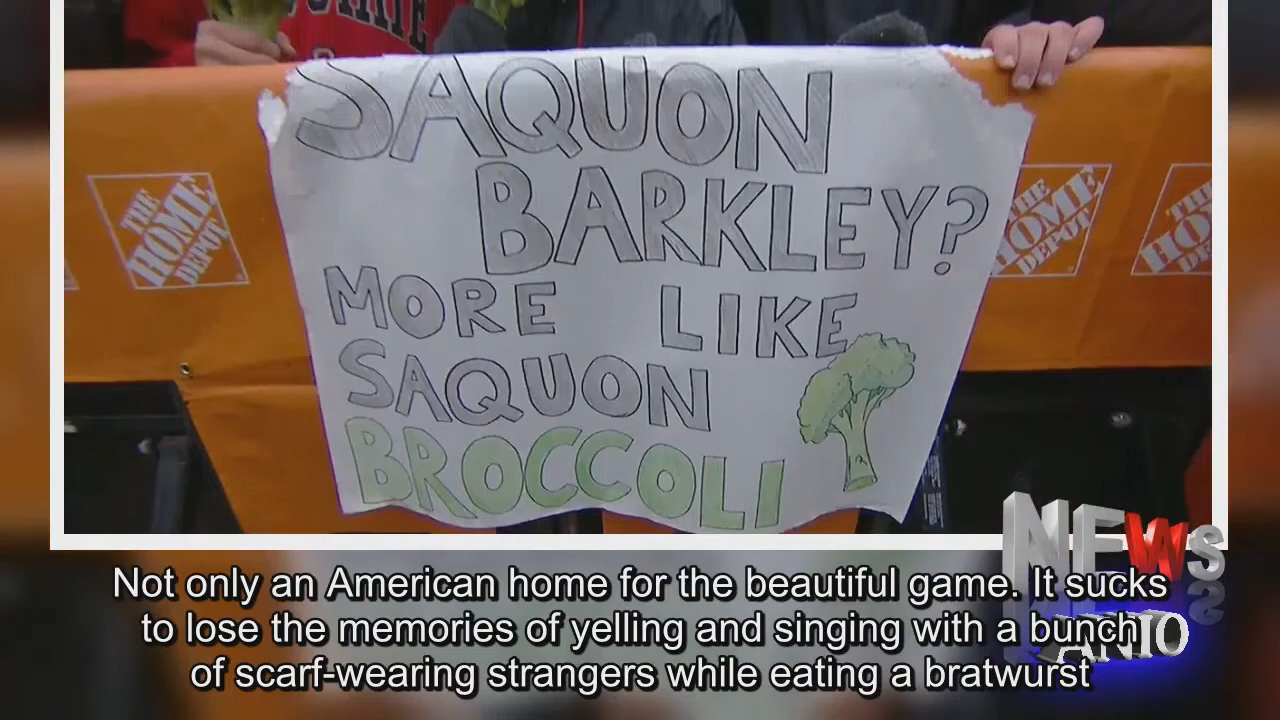 SAQUON
BARKLEY?
MORE LIKE
SAQUON
BROCCOLI
THE
HOME
DEPOT
THE
HOME
DEPOT
THE
NEWS
Not only an American home for the beautiful game. It sucks
to lose the memories of yelling and singing with a bunch
of scarf-wearing strangers while eating a bratwurst